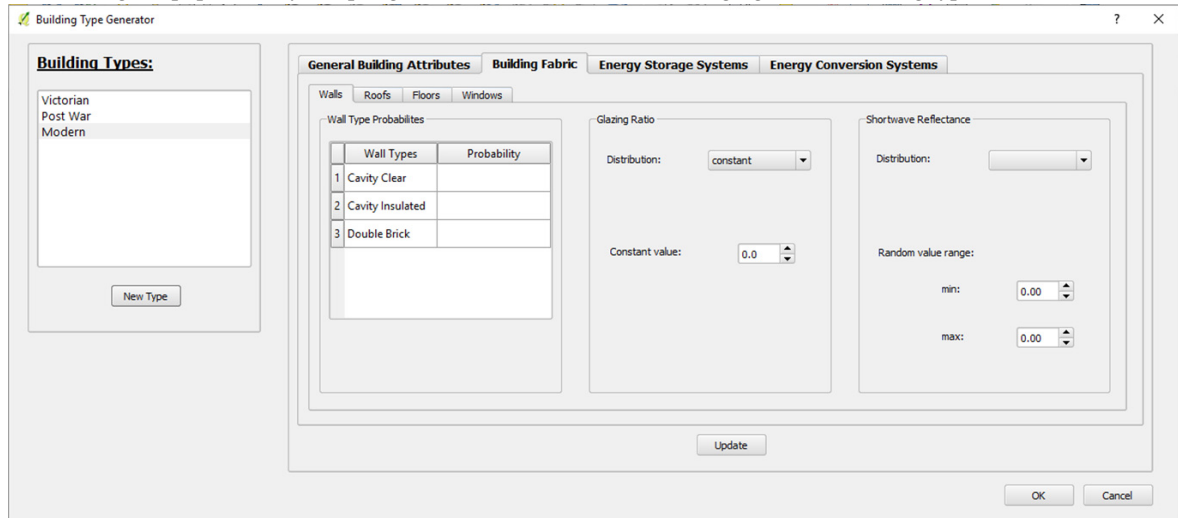 Building Type Generator
?
Building Types:
Victorian
Post War
Modern
New Type
General Building Attributes Building Fabric Energy Storage Systems Energy Conversion Systems
Walls Roofs Floors Windows
Wall Type Probabilites
Wall Types Probability
1 Cavity Clear
2 Cavity Insulated
3 Double Brick
Glazing Ratio
Distribution: constant
Constant value: 0.0
Shortwave Reflectance
Distribution:
Random value range:
min: 0.00
max: 0.00
Update
OK Cancel